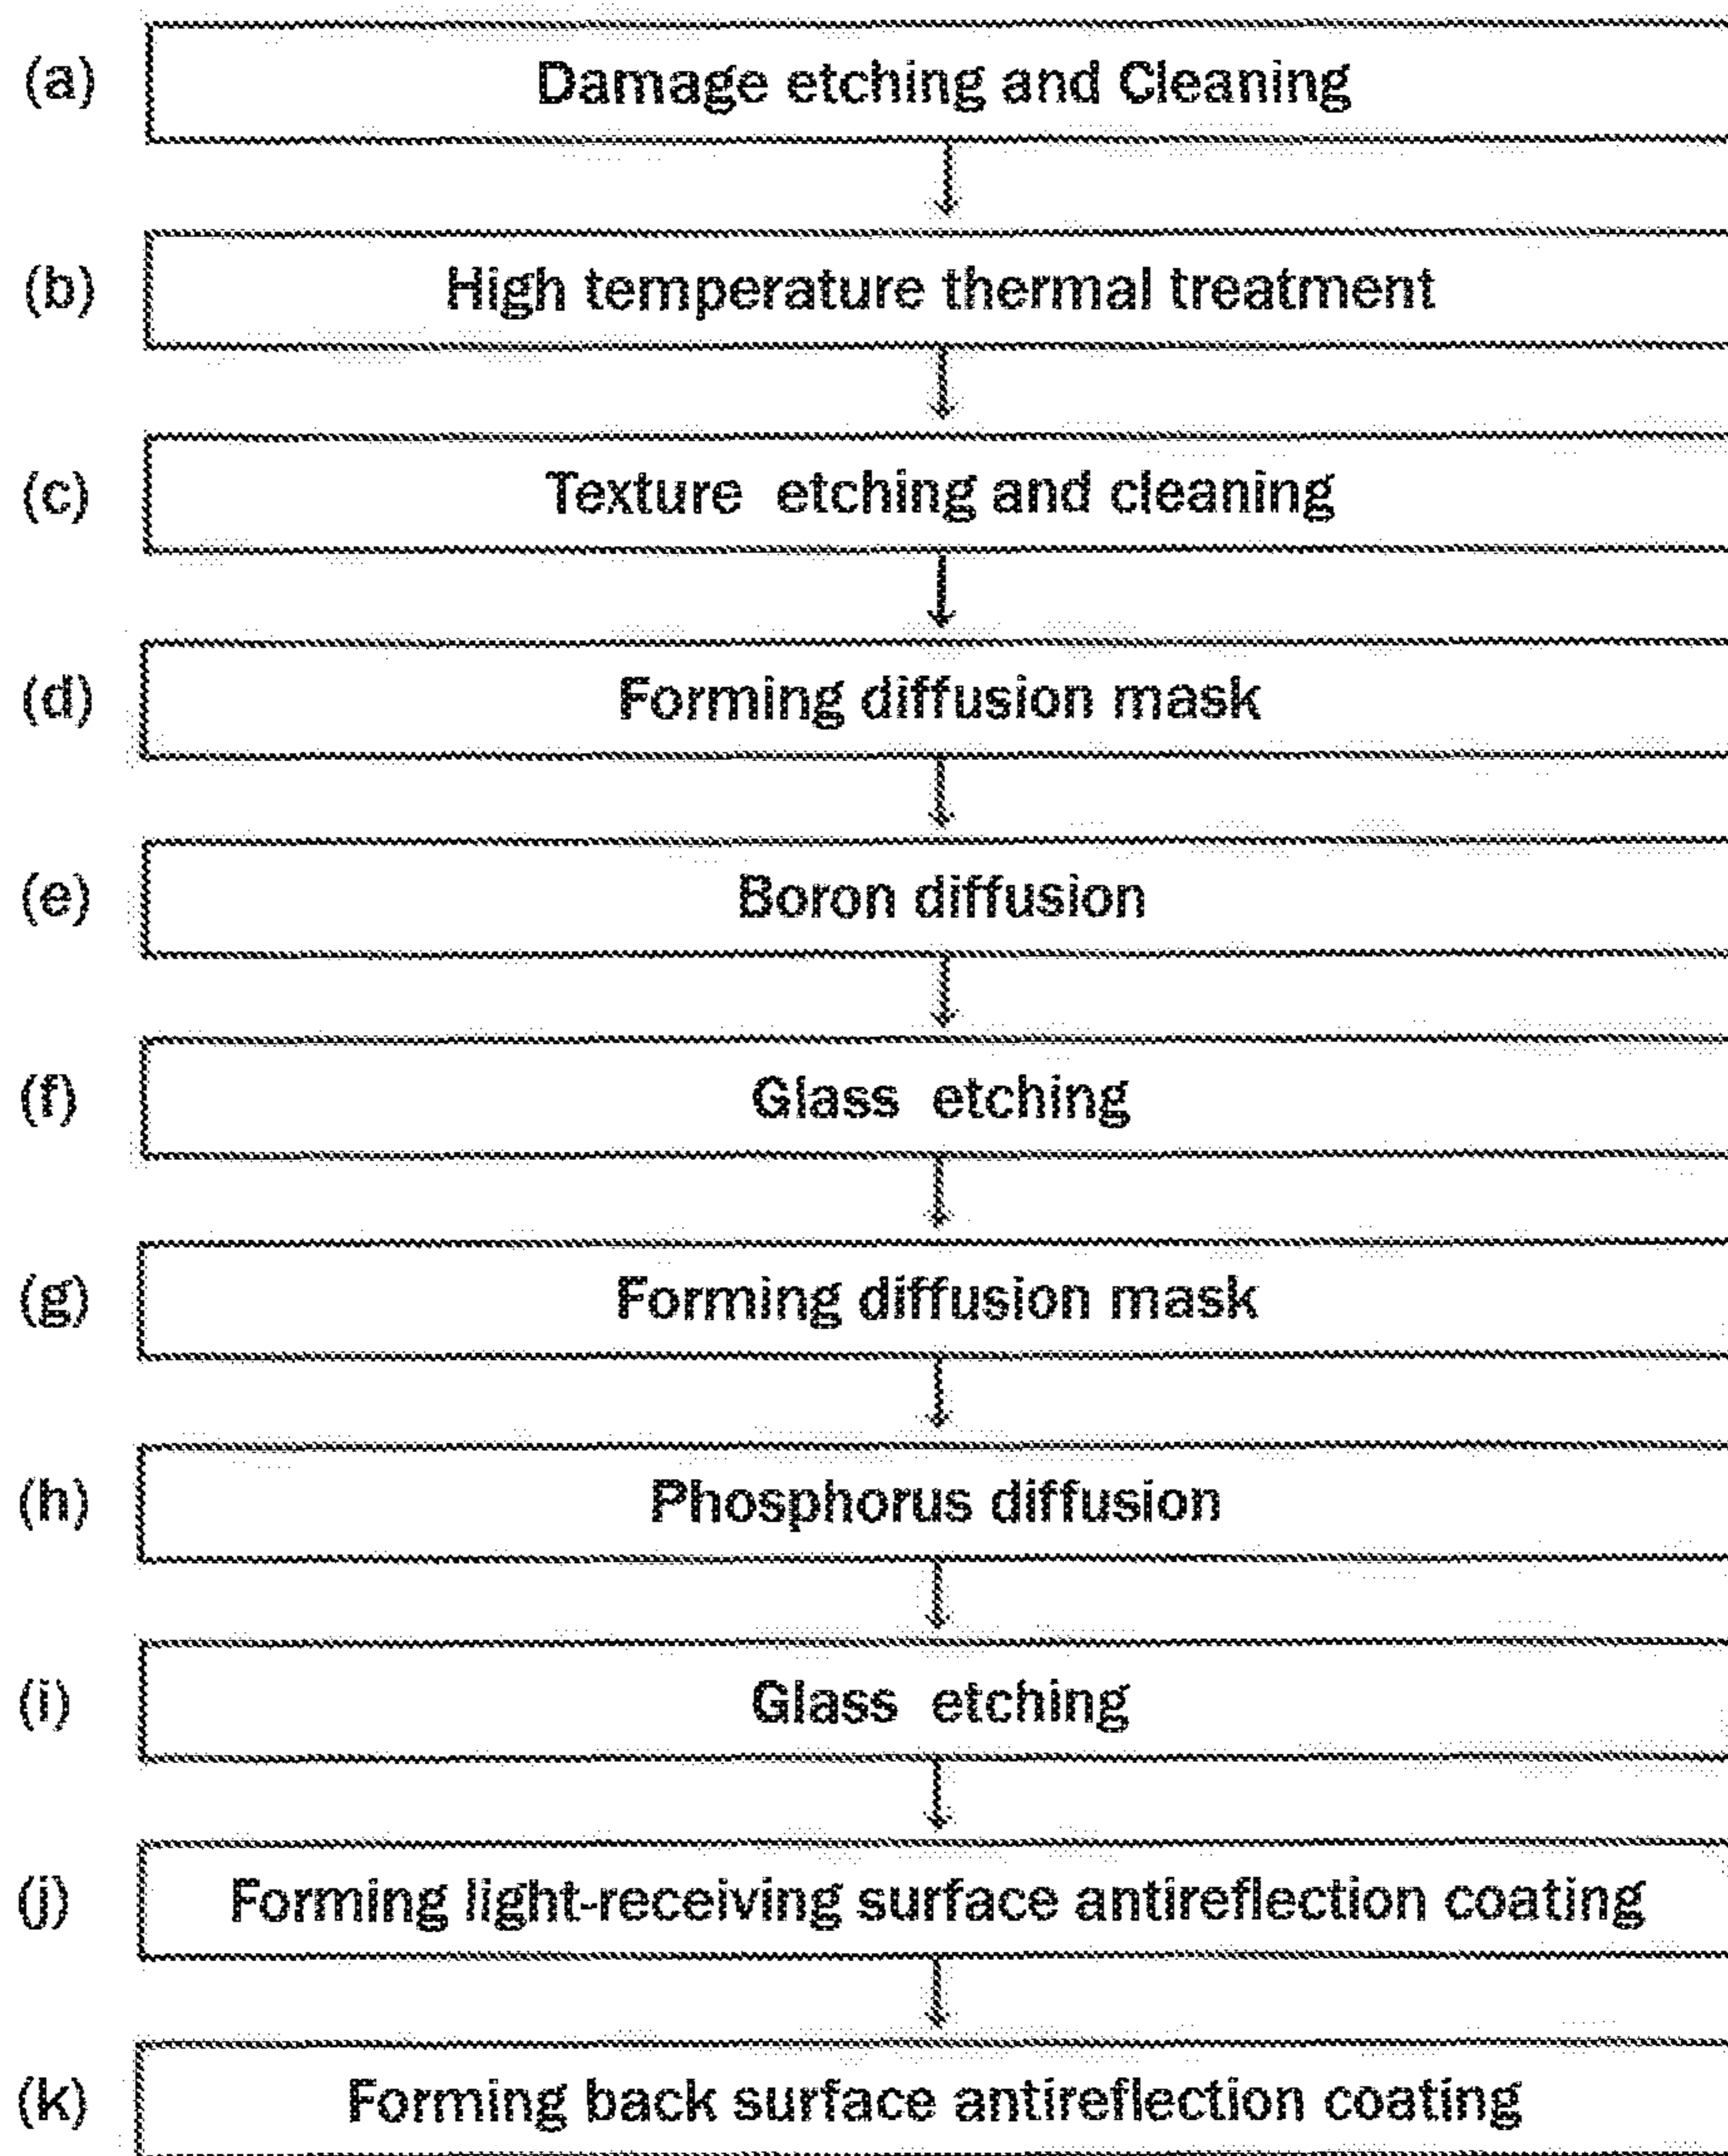 (a) Damage etching and Cleaning
(b) High temperature thermal treatment
(c) Texture etching and cleaning
(d) Forming diffusion mask
(e) Boron diffusion
(f) Glass etching
(g) Forming diffusion mask
(h) Phosphorus diffusion
(i) Glass etching
(j) Forming light-receiving surface antireflection coating
(k) Forming back surface antireflection coating